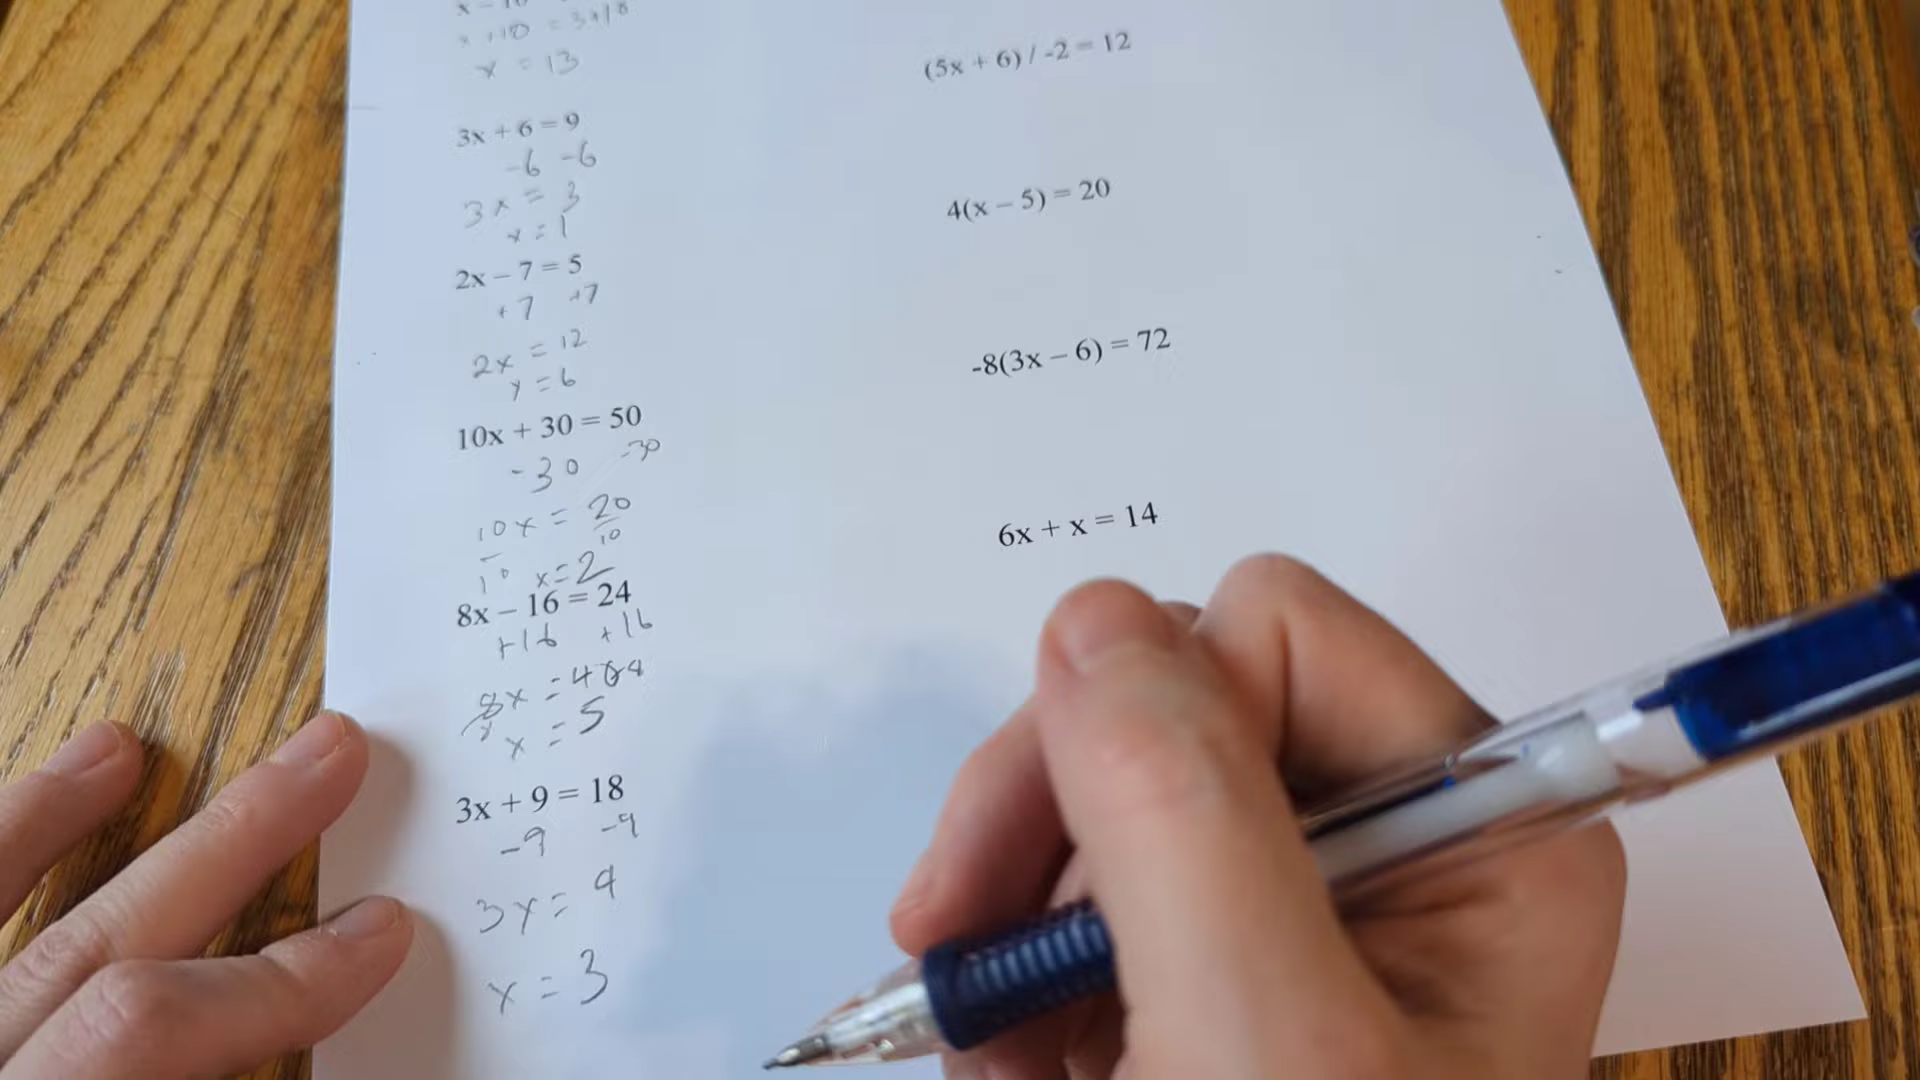 x – 10
x + 10 = 3+10
x = 13
3x + 6 = 9
-6 -6
3x = 3
x = 1
2x – 7 = 5
+7 +7
2x = 12
x = 6
10x + 30 = 50
-30 -30
10x = 20
10 10
x = 2
8x – 16 = 24
+16 +16
8x = 40
x = 5
3x + 9 = 18
-9 -9
3x = 9
x = 3
(5x + 6) / -2 = 12
4(x – 5) = 20
-8(3x – 6) = 72
6x + x = 14